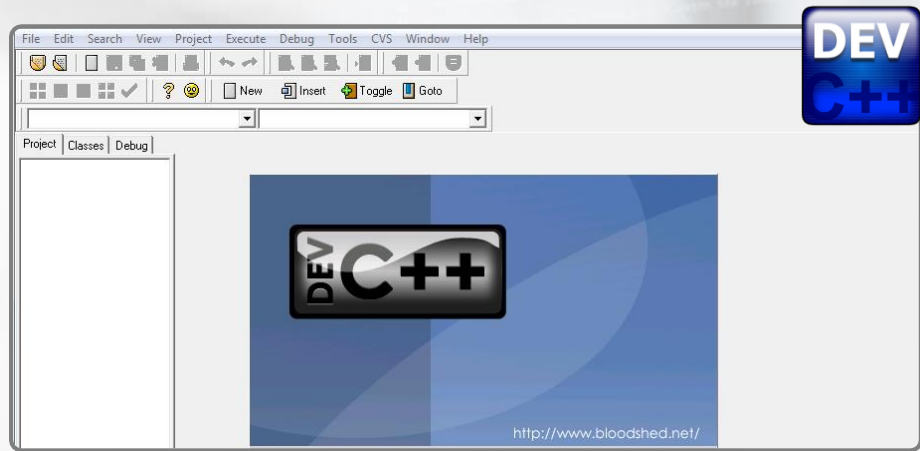 File Edit Search View Project Execute Debug Tools CVS Window Help
DEV
C++
New Insert Toggle Goto
Project Classes Debug
DEV C++
http://www.bloodshed.net/